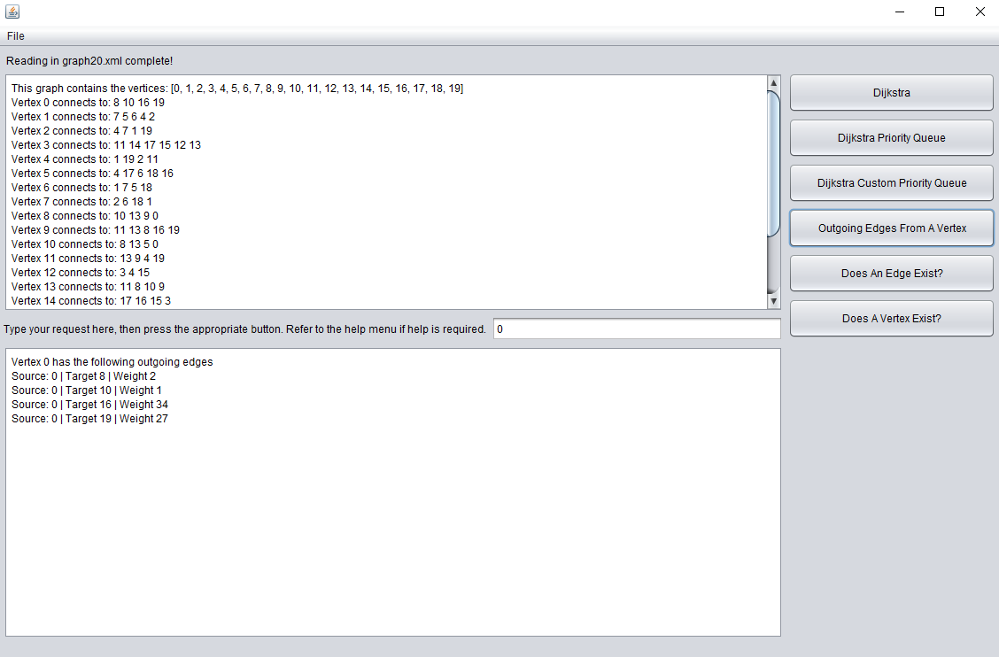 File
Reading in graph20.xml complete!
This graph contains the vertices: [0, 1, 2, 3, 4, 5, 6, 7, 8, 9, 10, 11, 12, 13, 14, 15, 16, 17, 18, 19]
Vertex 0 connects to: 8 10 16 19
Vertex 1 connects to: 7 5 6 4 2
Vertex 2 connects to: 4 7 1 19
Vertex 3 connects to: 11 14 17 15 12 13
Vertex 4 connects to: 1 19 2 11
Vertex 5 connects to: 4 17 6 18 16
Vertex 6 connects to: 1 7 5 18
Vertex 7 connects to: 2 6 18 1
Vertex 8 connects to: 10 13 9 0
Vertex 9 connects to: 11 13 8 16 19
Vertex 10 connects to: 8 13 5 0
Vertex 11 connects to: 13 9 4 19
Vertex 12 connects to: 3 4 15
Vertex 13 connects to: 11 8 10 9
Vertex 14 connects to: 17 16 15 3
Dijkstra
Dijkstra Priority Queue
Dijkstra Custom Priority Queue
Outgoing Edges From A Vertex
Does An Edge Exist?
Does A Vertex Exist?
Type your request here, then press the appropriate button. Refer to the help menu if help is required. 0
Vertex 0 has the following outgoing edges
Source: 0 | Target 8 | Weight 2
Source: 0 | Target 10 | Weight 1
Source: 0 | Target 16 | Weight 34
Source: 0 | Target 19 | Weight 27